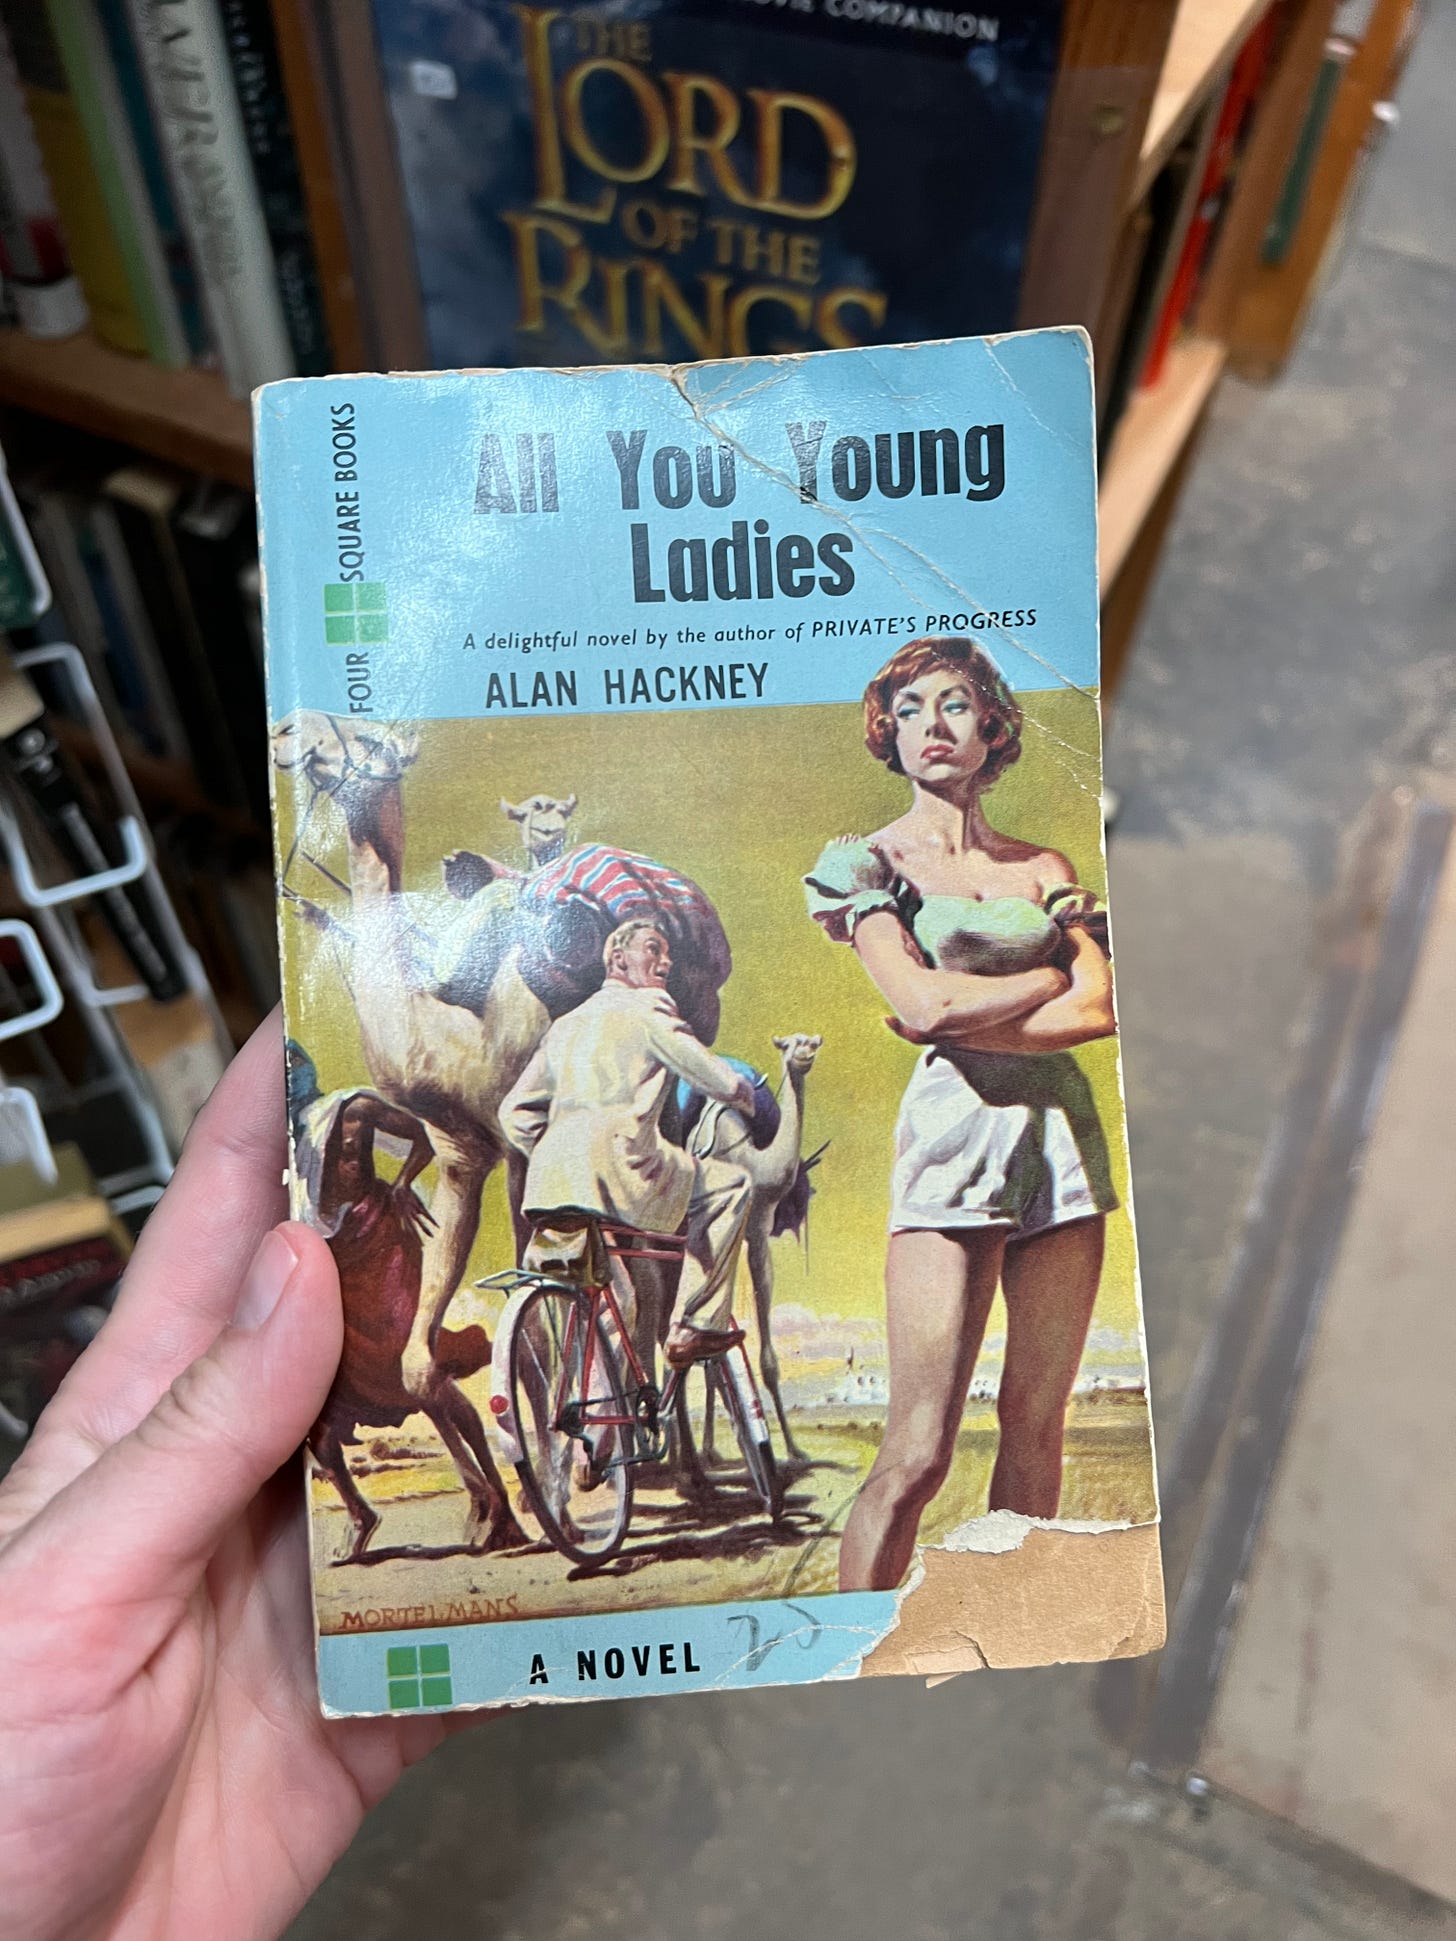 COMPANION
THE
LORD
OF THE
RINGS
FOUR SQUARE BOOKS
All You Young
Ladies
A delightful novel by the author of PRIVATE'S PROGRESS
ALAN HACKNEY
MORTELMANS
A NOVEL